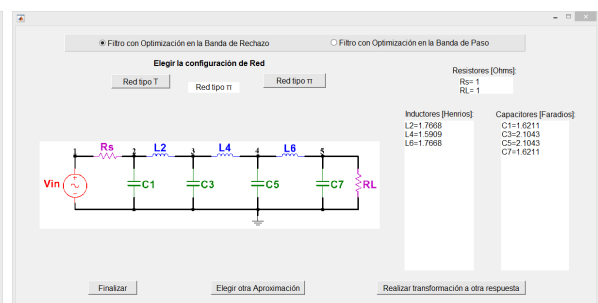 Filtro con Optimización en la Banda de Rechazo
Filtro con Optimización en la Banda de Paso
Elegir la configuración de Red
Red tipo T
Red tipo π
Red tipo π
Resistores [Ohms]:
Rs= 1
RL= 1
Inductores [Henrios]:
L2=1.7668
L4=1.5909
L6=1.7668
Capacitores [Faradios]:
C1=1.6211
C3=2.1043
C5=2.1043
C7=1.6211
1 Rs 2 L2 3 L4 4 L6 5
Vin C1 C3 C5 C7 RL
Finalizar
Elegir otra Aproximación
Realizar transformación a otra respuesta